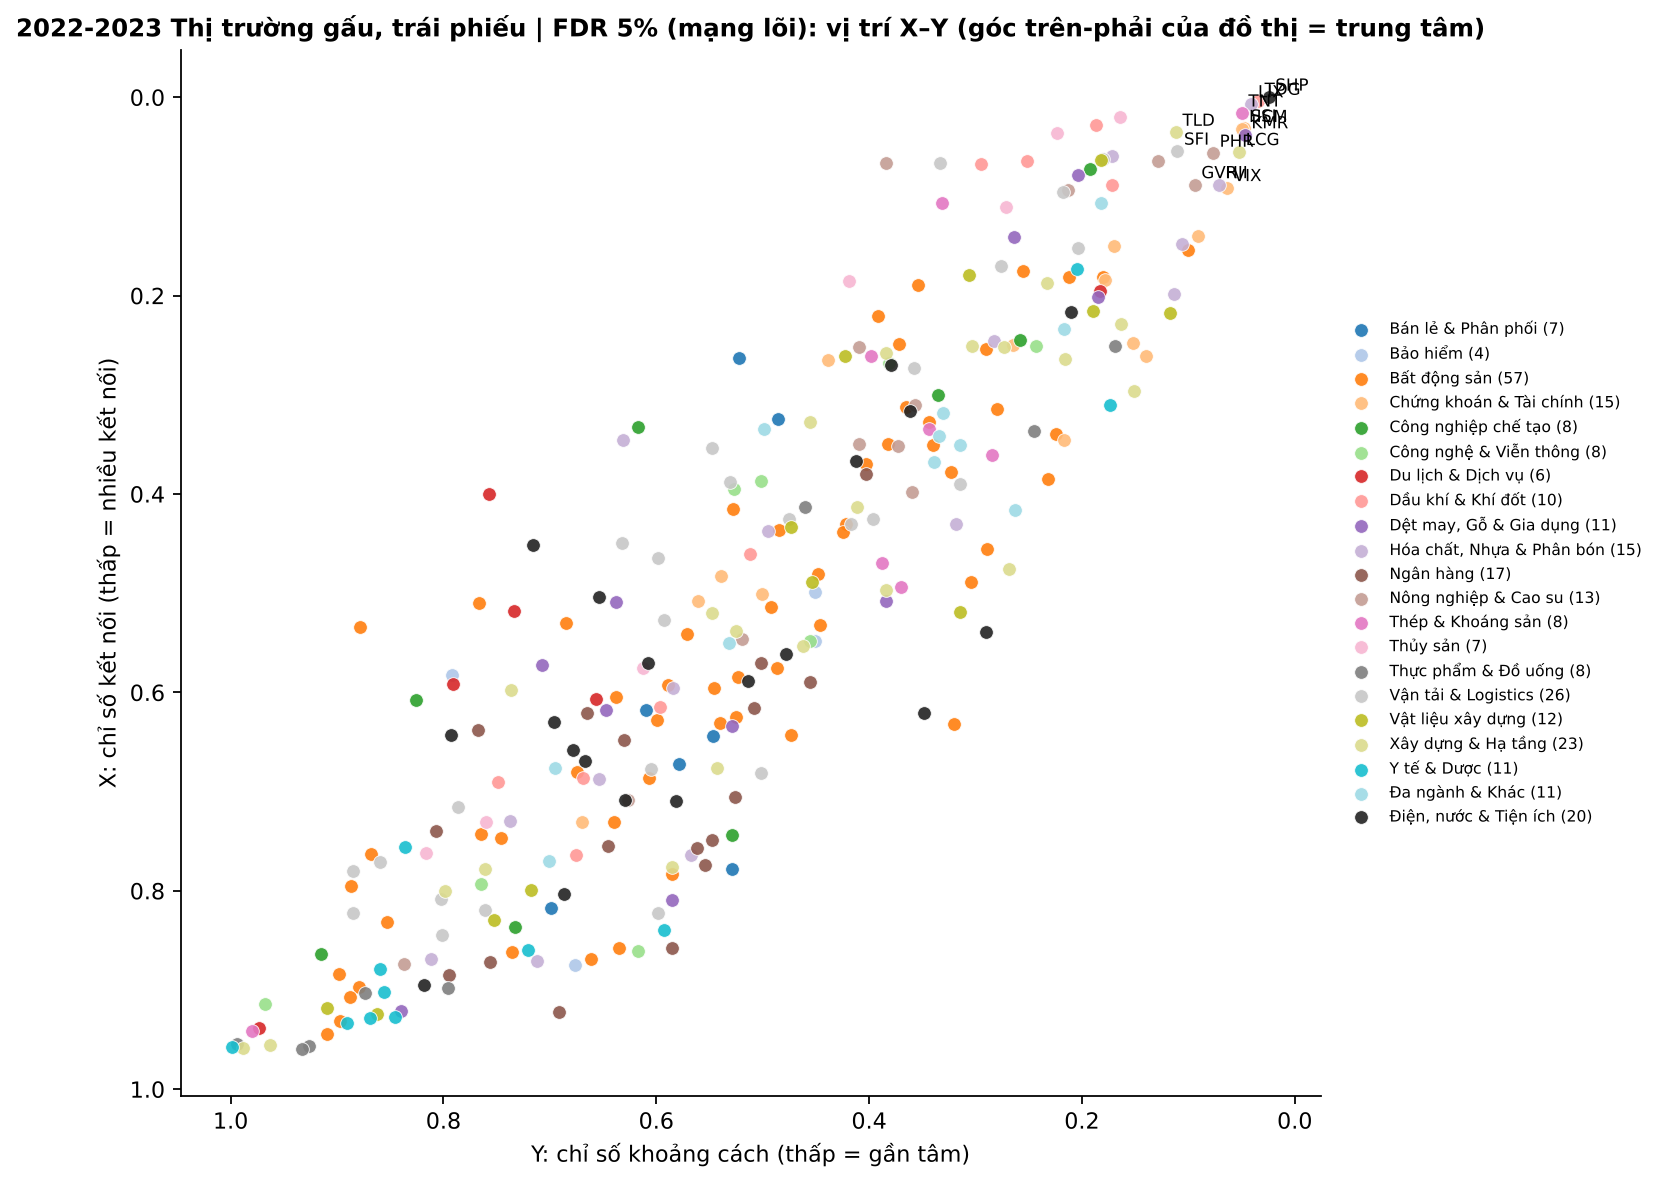 2022-2023 Thị trường gấu, trái phiếu | FDR 5% (mạng lõi): vị trí X–Y (góc trên-phải của đồ thị = trung tâm)
SHP
TNT
TLD
KMR
SFI
PHR
LCG
GVR
VIX
0.0
0.2
0.4
0.6
0.8
1.0
X: chỉ số kết nối (thấp = nhiều kết nối)
1.0
0.8
0.6
0.4
0.2
0.0
Y: chỉ số khoảng cách (thấp = gần tâm)
Bán lẻ & Phân phối (7)
Bảo hiểm (4)
Bất động sản (57)
Chứng khoán & Tài chính (15)
Công nghiệp chế tạo (8)
Công nghệ & Viễn thông (8)
Du lịch & Dịch vụ (6)
Dầu khí & Khí đốt (10)
Dệt may, Gỗ & Gia dụng (11)
Hóa chất, Nhựa & Phân bón (15)
Ngân hàng (17)
Nông nghiệp & Cao su (13)
Thép & Khoáng sản (8)
Thủy sản (7)
Thực phẩm & Đồ uống (8)
Vận tải & Logistics (26)
Vật liệu xây dựng (12)
Xây dựng & Hạ tầng (23)
Y tế & Dược (11)
Đa ngành & Khác (11)
Điện, nước & Tiện ích (20)